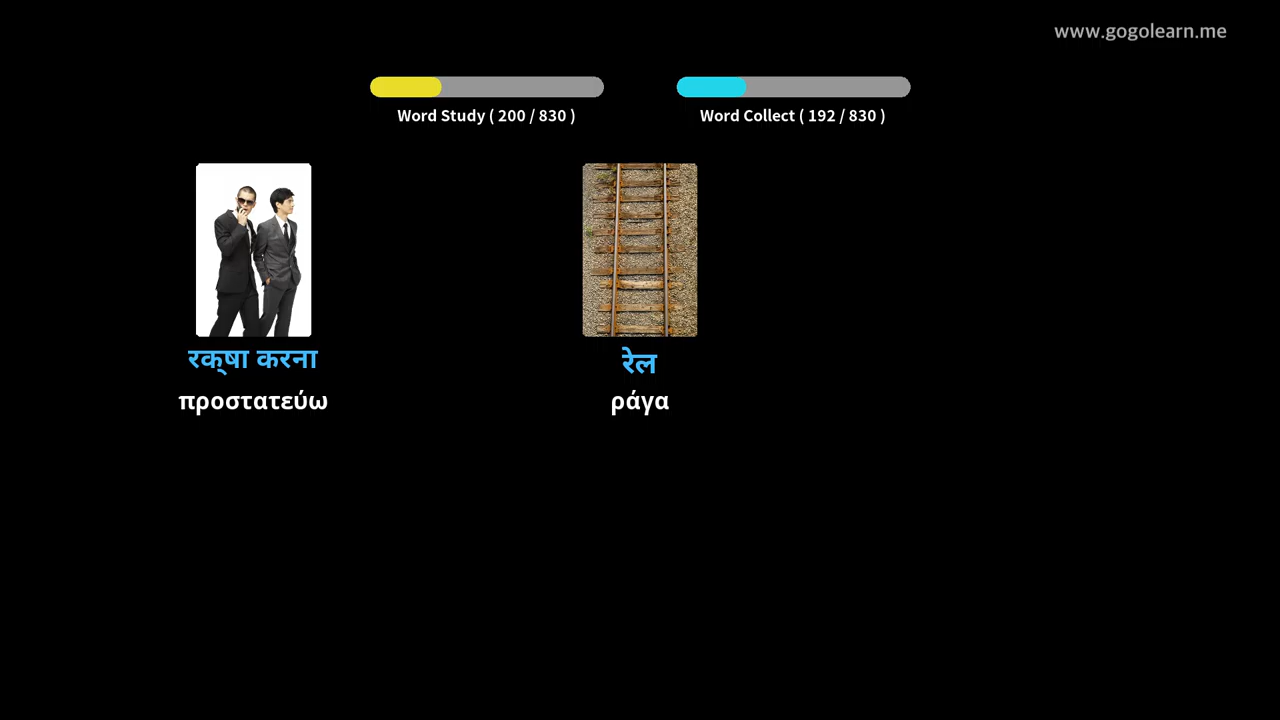 www.gogolearn.me
Word Study ( 200 / 830 )
Word Collect ( 192 / 830 )
रक्षा करना
रेल
προστατεύω
ράγα